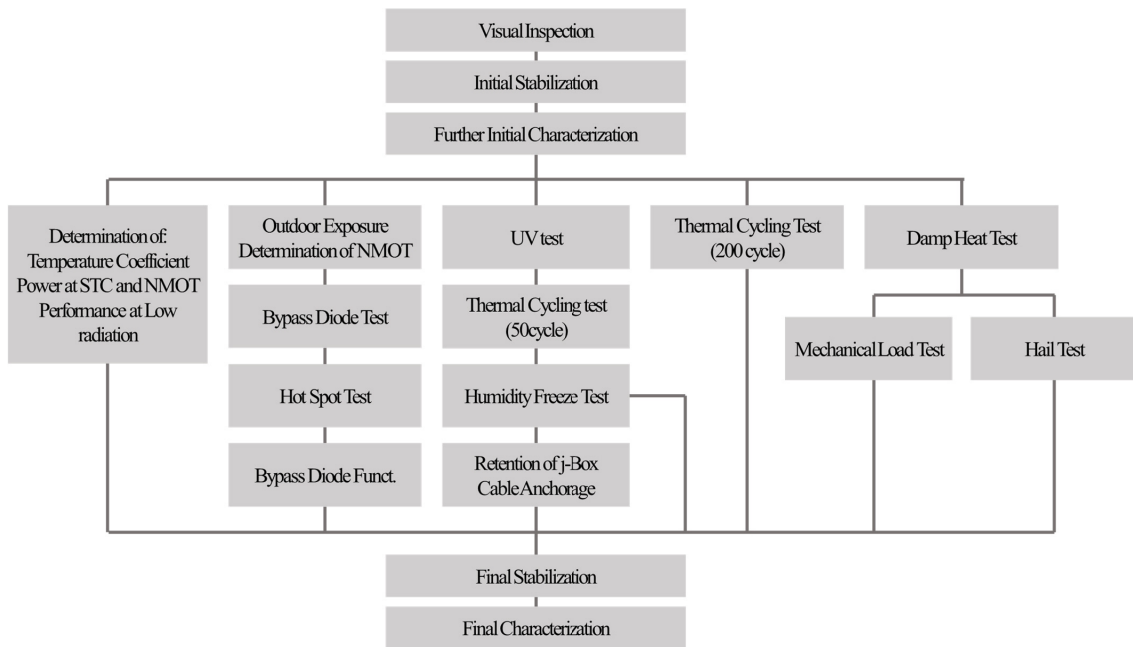 Visual Inspection
Initial Stabilization
Further Initial Characterization
Determination of:
Temperature Coefficient
Power at STC and NMOT
Performance at Low
radiation
Outdoor Exposure
Determination of NMOT
Bypass Diode Test
Hot Spot Test
Bypass Diode Funct.
UV test
Thermal Cycling test
(50cycle)
Humidity Freeze Test
Retention of j-Box
Cable Anchorage
Thermal Cycling Test
(200 cycle)
Damp Heat Test
Mechanical Load Test
Hail Test
Final Stabilization
Final Characterization